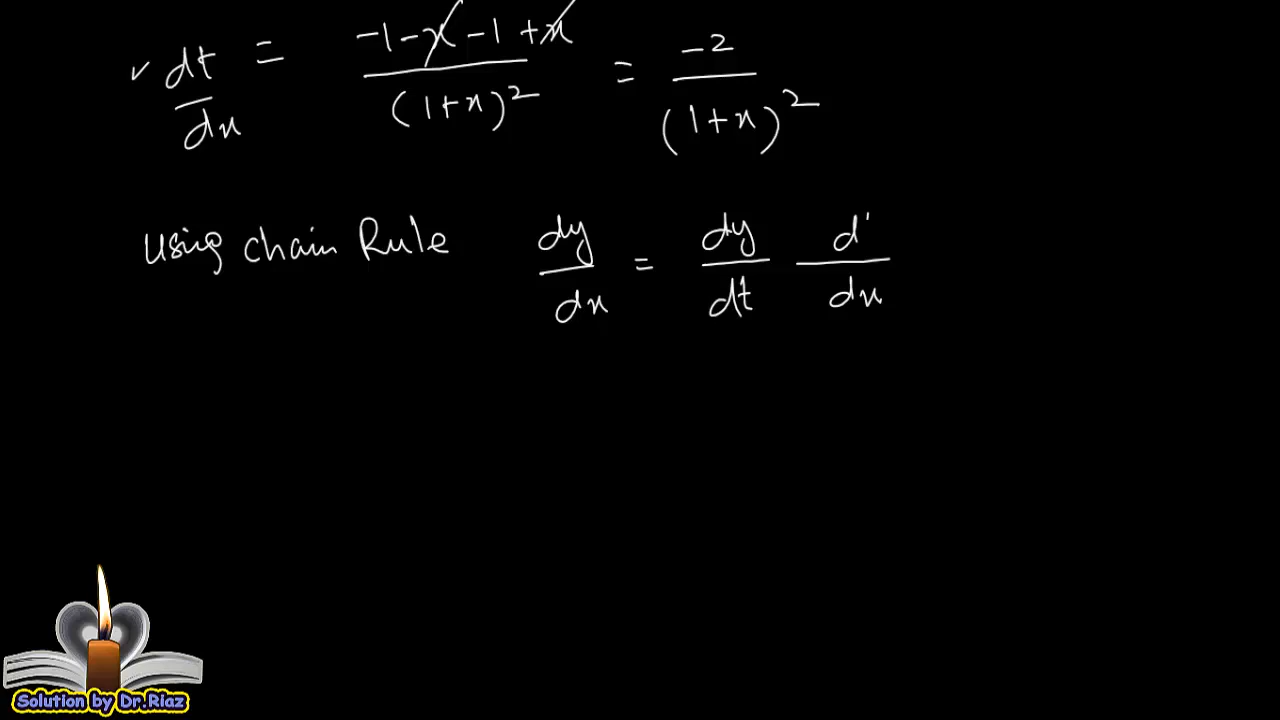 ✓ dt/dx = (-1 - x - 1 + x)/(1+x)² = -2/(1+x)²
Using chain Rule dy/dx = dy/dt d'/dx
Solution by Dr.Riaz